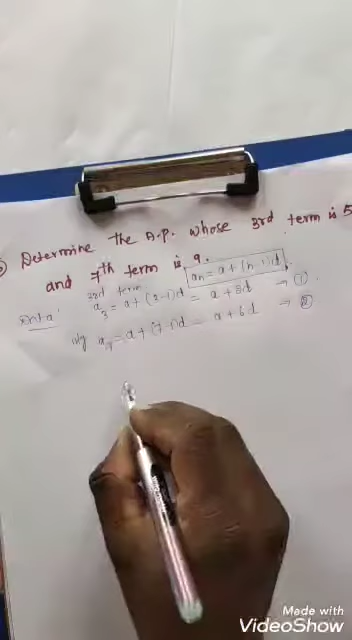 Determine the A.P. whose 3rd term is 5
and 7th term is 9.
an = a + (n-1)d
3rd term
a3 = a + (3-1)d = a + 2d → ①
a7 = a + (7-1)d = a + 6d → ②
Made with
VideoShow